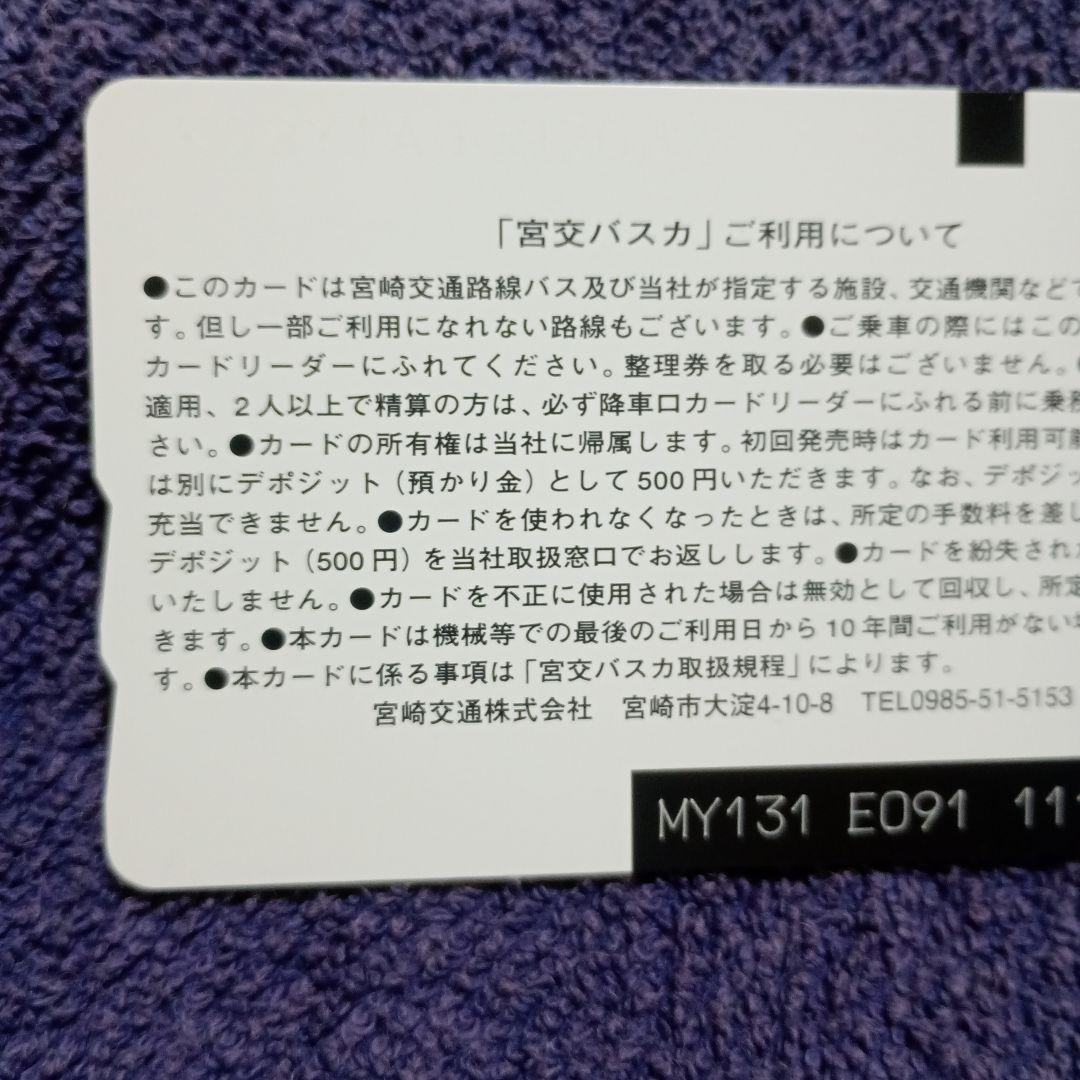 「宮交バスカ」ご利用について
●このカードは宮崎交通路線バス及び当社が指定する施設、交通機関などで
す。但し一部ご利用になれない路線もございます。●ご乗車の際にはこの
カードリーダーにふれてください。整理券を取る必要はございません。
適用、2人以上で精算の方は、必ず降車口カードリーダーにふれる前に乗務
さい。●カードの所有権は当社に帰属します。初回発売時はカード利用可能
は別にデポジット(預かり金)として500円いただきます。なお、デポジッ
充当できません。●カードを使われなくなったときは、所定の手数料を差し
デポジット(500円)を当社取扱窓口でお返しします。●カードを紛失され
いたしません。●カードを不正に使用された場合は無効として回収し、所定
きます。●本カードは機械等での最後のご利用日から10年間ご利用がない
す。●本カードに係る事項は「宮交バスカ取扱規程」によります。
宮崎交通株式会社 宮崎市大淀4-10-8 TEL0985-51-5153
MY131 E091 11